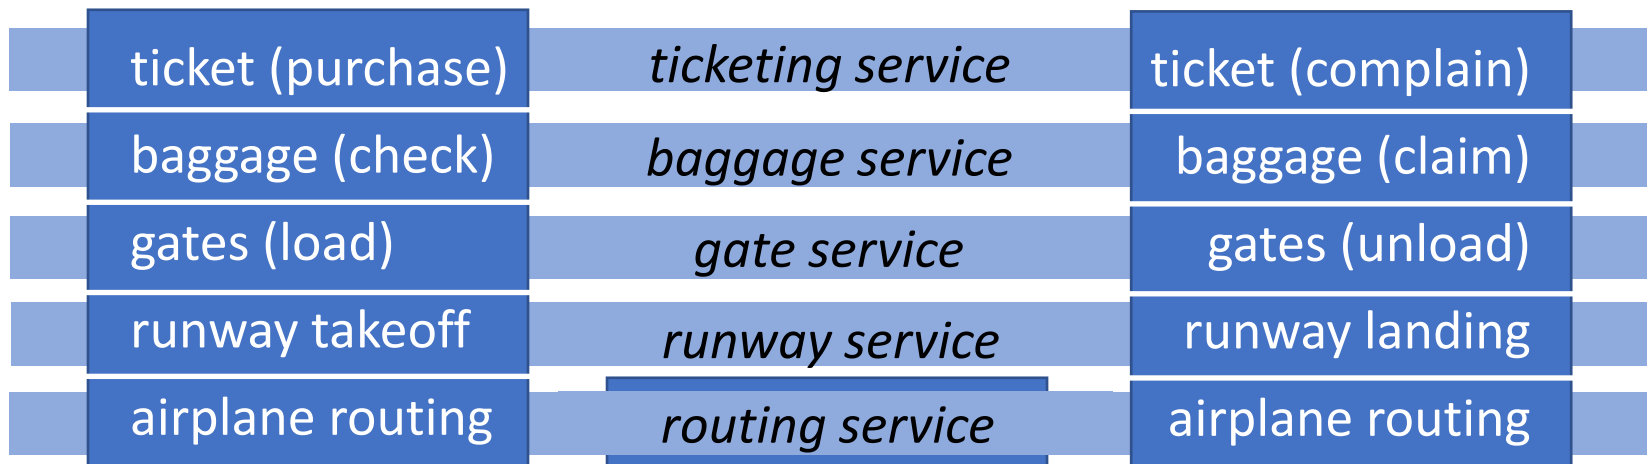 ticket (purchase) ticketing service ticket (complain)
baggage (check) baggage service baggage (claim)
gates (load) gate service gates (unload)
runway takeoff runway service runway landing
airplane routing routing service airplane routing